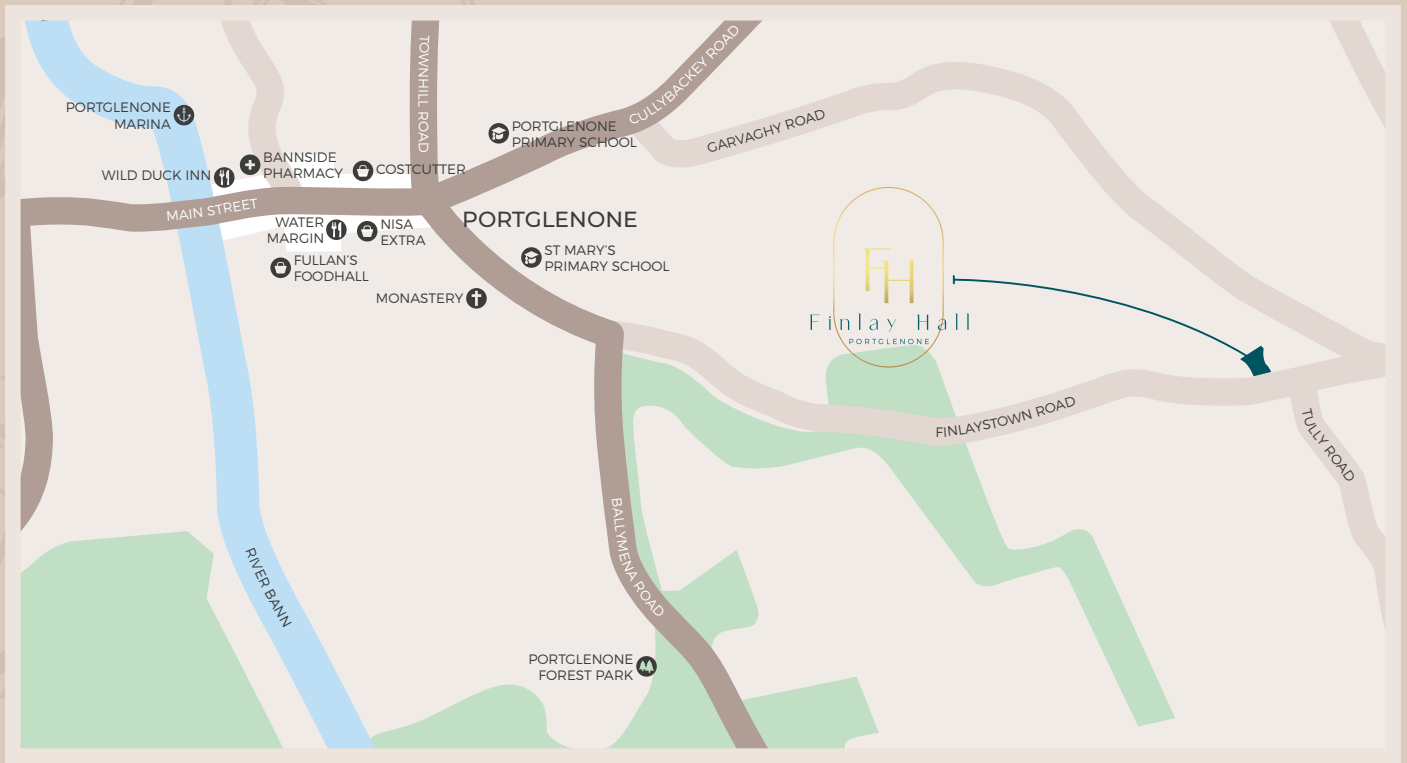 TOWNHILL ROAD
CULLYBACKEY ROAD
PORTGLENONE
MARINA
PORTGLENONE
PRIMARY SCHOOL
GARVAGHY ROAD
BANNSIDE
PHARMACY
COSTCUTTER
WILD DUCK INN
MAIN STREET
PORTGLENONE
WATER
MARGIN
NISA
EXTRA
ST MARY'S
PRIMARY SCHOOL
FULLAN'S
FOODHALL
MONASTERY
FH
Finlay Hall
PORTGLENONE
FINLAYSTOWN ROAD
TULLY ROAD
BALLYMENA ROAD
RIVER BANN
PORTGLENONE
FOREST PARK